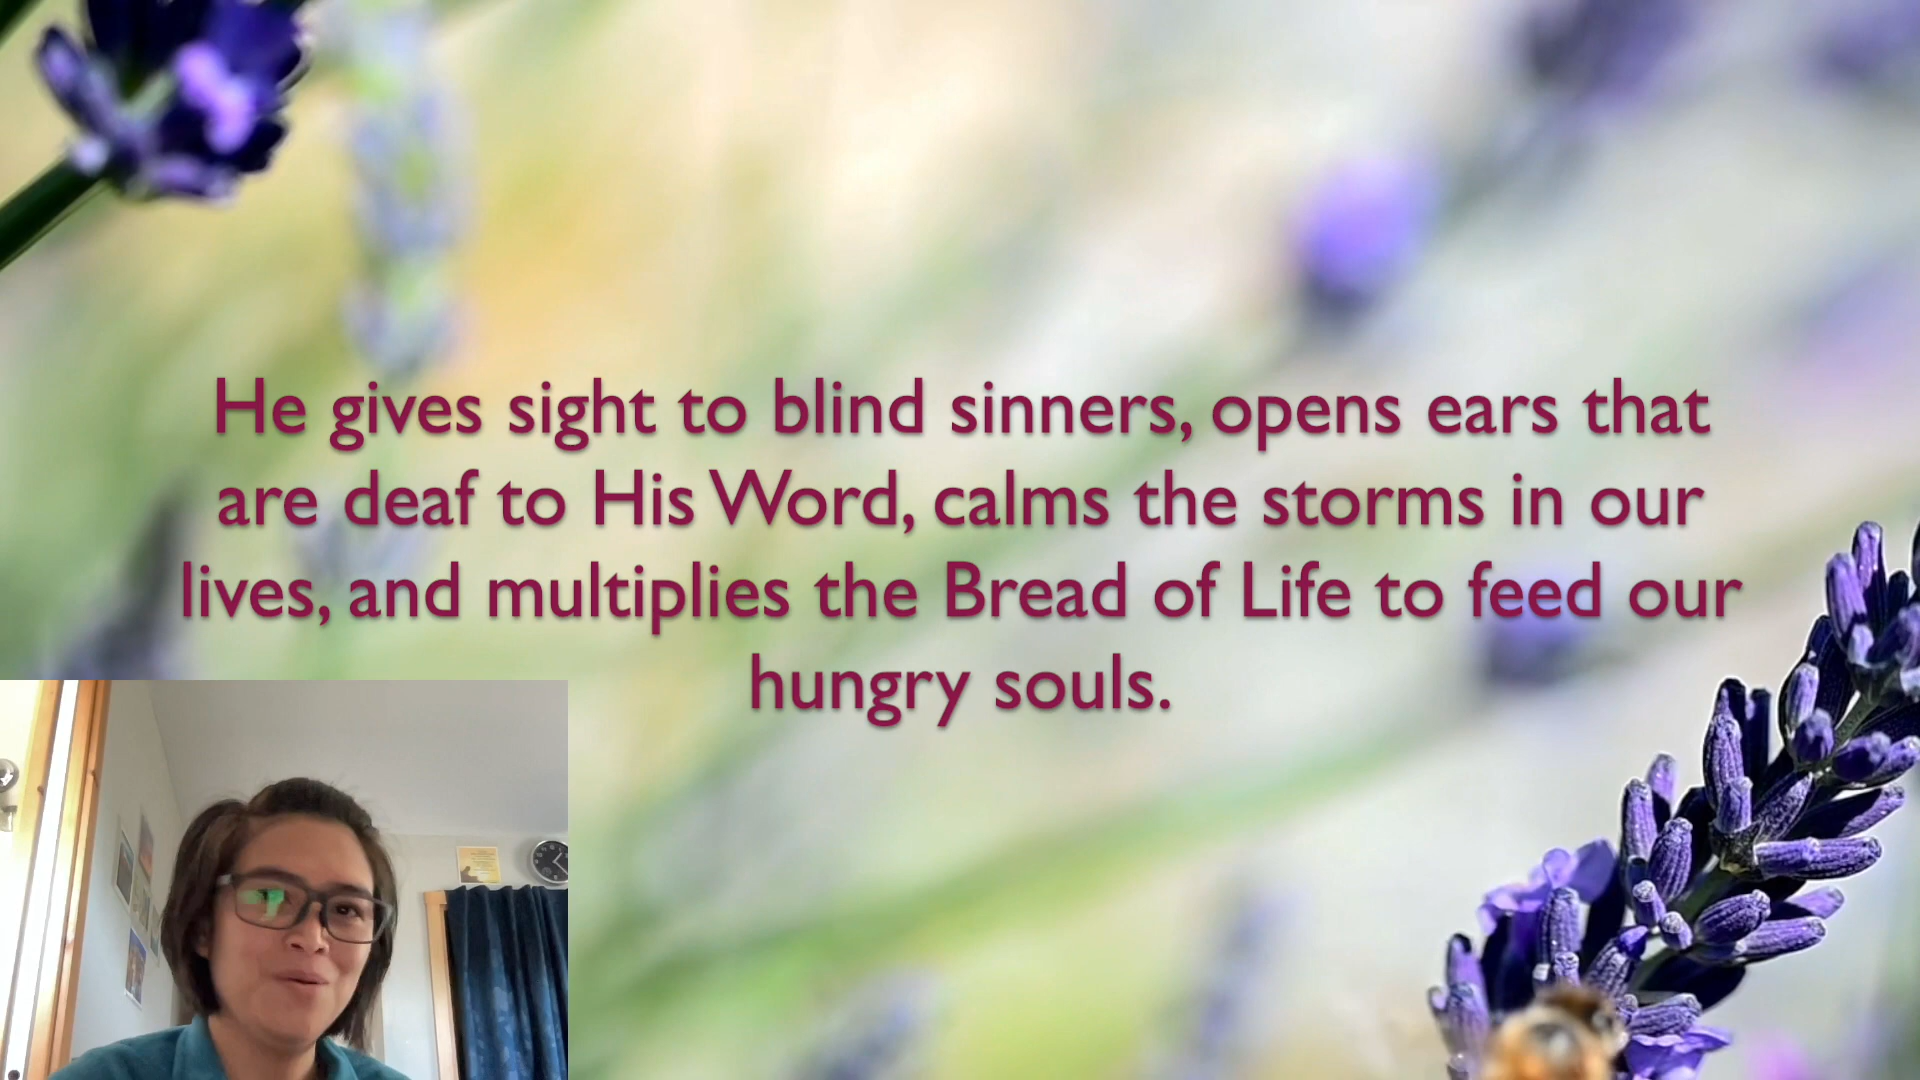 He gives sight to blind sinners, opens ears that
are deaf to His Word, calms the storms in our
lives, and multiplies the Bread of Life to feed our
hungry souls.